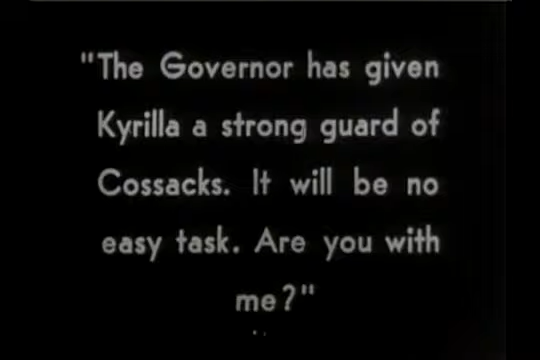 "The Governor has given
Kyrilla a strong guard of
Cossacks. It will be no
easy task. Are you with
me?"